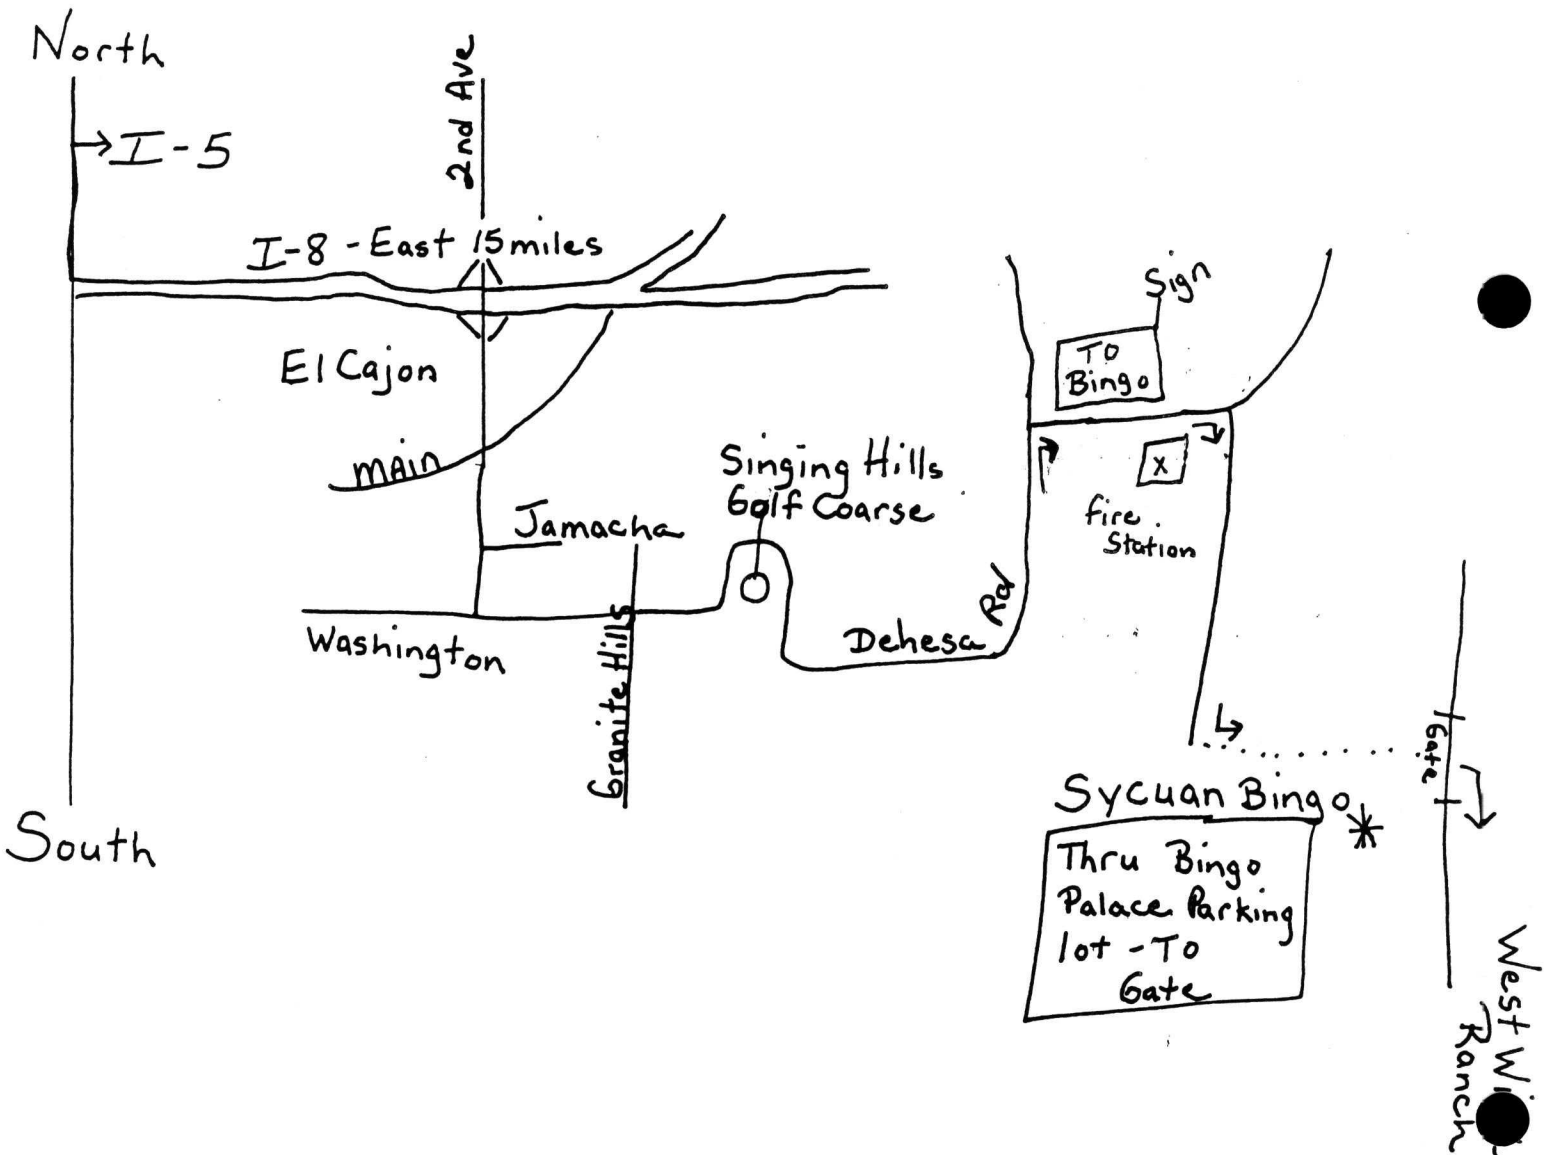 North
I-5
2nd Ave
I-8 - East 15 miles
El Cajon
MAIN
Jamacha
Washington
Granite Hills
Singing Hills
Golf Coarse
Dehesa Rd
Sign
TO
Bingo
X
fire
Station
Gate
Sycuan Bingo
Thru Bingo
Palace Parking
lot - To
Gate
West
Ranch
South